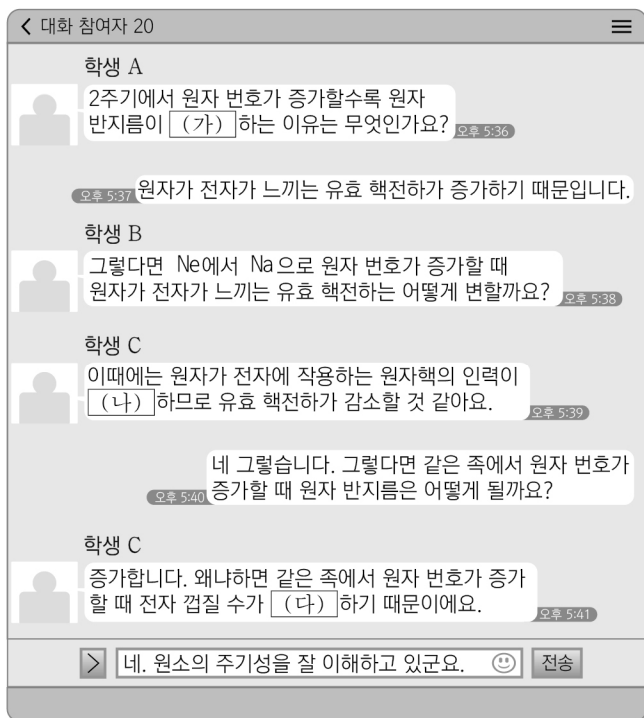 대화 참여자 20
학생 A
2주기에서 원자 번호가 증가할수록 원자
반지름이 (가) 하는 이유는 무엇인가요?
오후 5:36
오후 5:37
원자가 전자가 느끼는 유효 핵전하가 증가하기 때문입니다.
학생 B
그렇다면 Ne에서 Na으로 원자 번호가 증가할 때
원자가 전자가 느끼는 유효 핵전하는 어떻게 변할까요?
오후 5:38
학생 C
이때에는 원자가 전자에 작용하는 원자핵의 인력이
(나) 하므로 유효 핵전하가 감소할 것 같아요.
오후 5:39
네 그렇습니다. 그렇다면 같은 족에서 원자 번호가
증가할 때 원자 반지름은 어떻게 될까요?
오후 5:40
학생 C
증가합니다. 왜냐하면 같은 족에서 원자 번호가 증가
할 때 전자 껍질 수가 (다) 하기 때문이에요.
오후 5:41
네. 원소의 주기성을 잘 이해하고 있군요.
전송